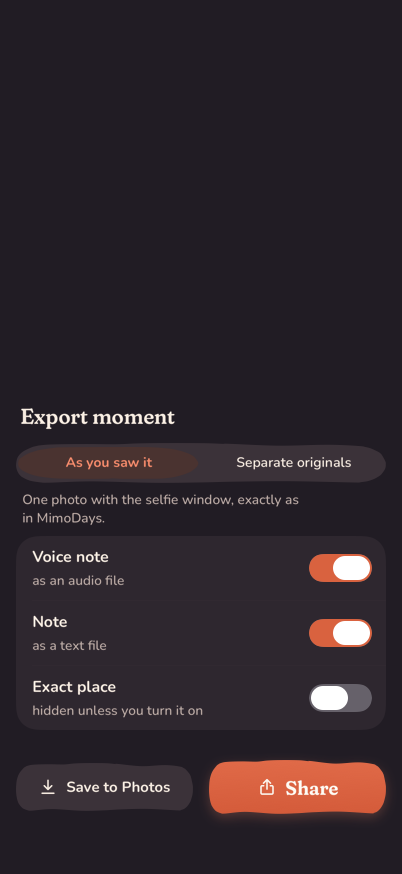 Export moment
As you saw it
Separate originals
One photo with the selfie window, exactly as
in MimoDays.
Voice note
as an audio file
Note
as a text file
Exact place
hidden unless you turn it on
Save to Photos
Share